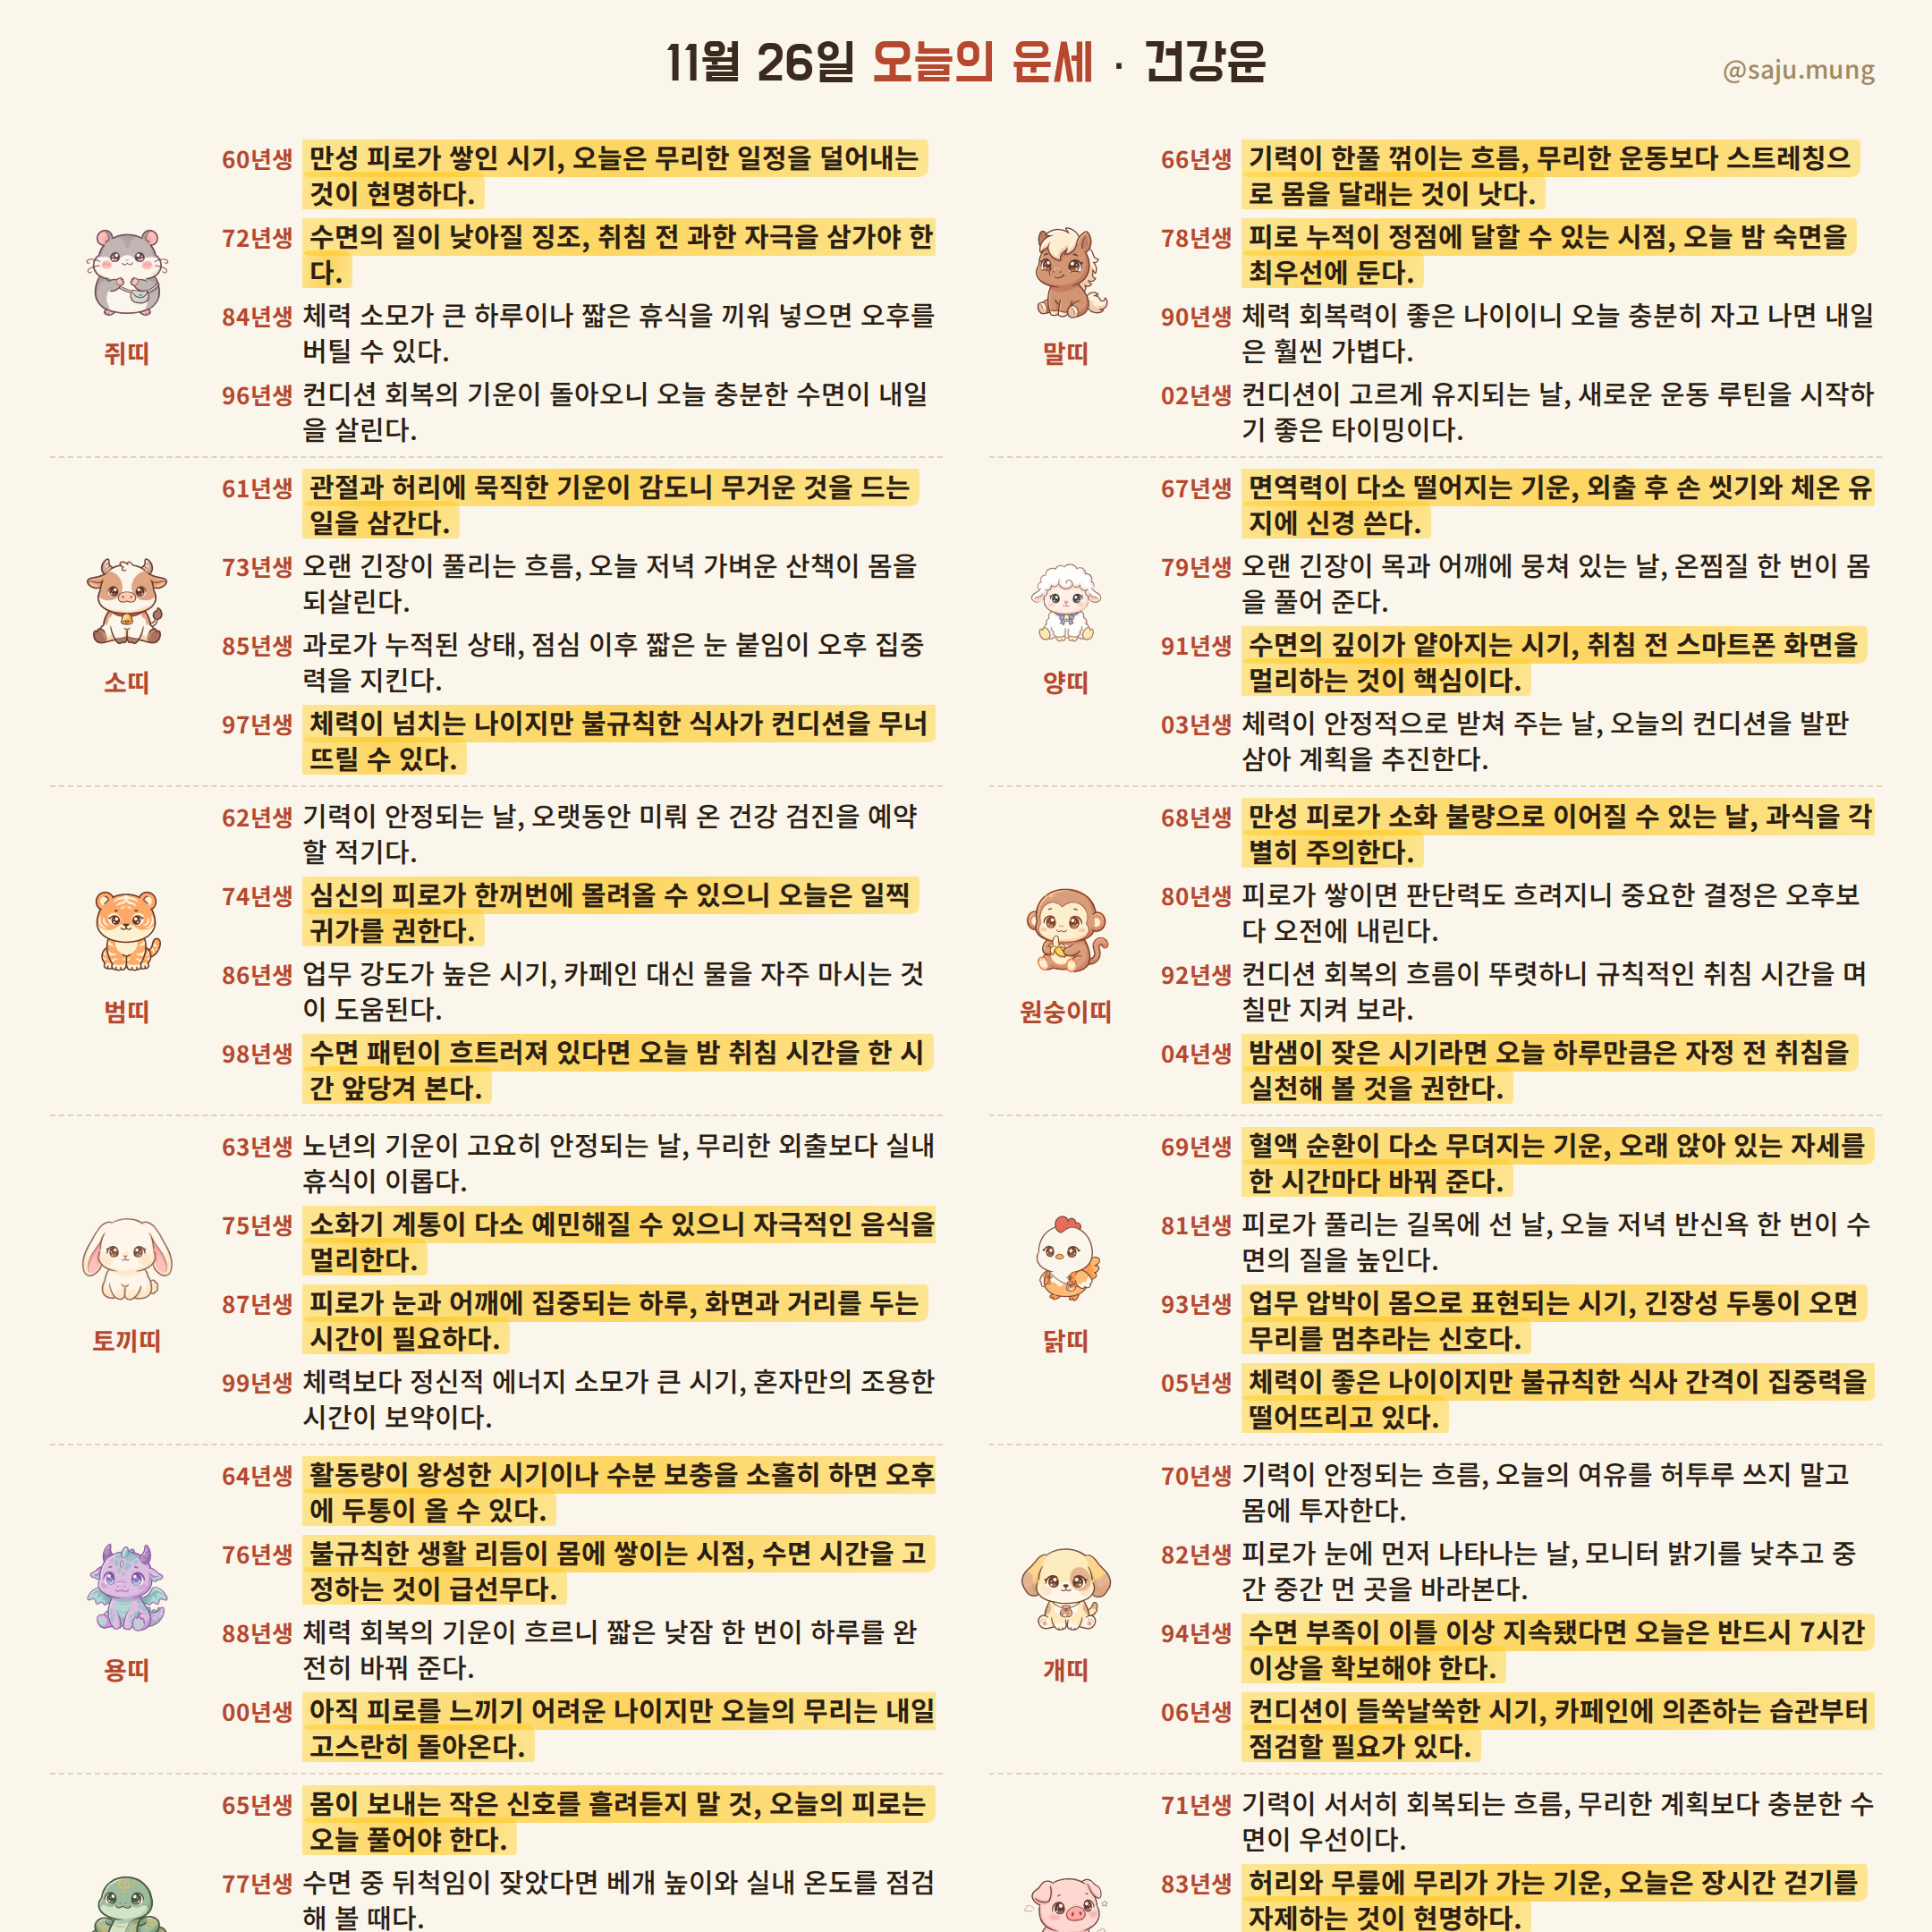 11월 26일 오늘의 운세 · 건강운
@saju.mung
60년생 만성 피로가 쌓인 시기, 오늘은 무리한 일정을 덜어내는
것이 현명하다.
72년생 수면의 질이 낮아질 징조, 취침 전 과한 자극을 삼가야 한
다.
84년생 체력 소모가 큰 하루이나 짧은 휴식을 끼워 넣으면 오후를
버틸 수 있다.
96년생 컨디션 회복의 기운이 돌아오니 오늘 충분한 수면이 내일
을 살린다.
쥐띠
61년생 관절과 허리에 묵직한 기운이 감도니 무거운 것을 드는
일을 삼간다.
73년생 오랜 긴장이 풀리는 흐름, 오늘 저녁 가벼운 산책이 몸을
되살린다.
85년생 과로가 누적된 상태, 점심 이후 짧은 눈 붙임이 오후 집중
력을 지킨다.
97년생 체력이 넘치는 나이지만 불규칙한 식사가 컨디션을 무너
뜨릴 수 있다.
소띠
62년생 기력이 안정되는 날, 오랫동안 미뤄 온 건강 검진을 예약
할 적기다.
74년생 심신의 피로가 한꺼번에 몰려올 수 있으니 오늘은 일찍
귀가를 권한다.
86년생 업무 강도가 높은 시기, 카페인 대신 물을 자주 마시는 것
이 도움된다.
98년생 수면 패턴이 흐트러져 있다면 오늘 밤 취침 시간을 한 시
간 앞당겨 본다.
범띠
63년생 노년의 기운이 고요히 안정되는 날, 무리한 외출보다 실내
휴식이 이롭다.
75년생 소화기 계통이 다소 예민해질 수 있으니 자극적인 음식을
멀리한다.
87년생 피로가 눈과 어깨에 집중되는 하루, 화면과 거리를 두는
시간이 필요하다.
99년생 체력보다 정신적 에너지 소모가 큰 시기, 혼자만의 조용한
시간이 보약이다.
토끼띠
64년생 활동량이 왕성한 시기이나 수분 보충을 소홀히 하면 오후
에 두통이 올 수 있다.
76년생 불규칙한 생활 리듬이 몸에 쌓이는 시점, 수면 시간을 고
정하는 것이 급선무다.
88년생 체력 회복의 기운이 흐르니 짧은 낮잠 한 번이 하루를 완
전히 바꿔 준다.
00년생 아직 피로를 느끼기 어려운 나이지만 오늘의 무리는 내일
고스란히 돌아온다.
용띠
65년생 몸이 보내는 작은 신호를 흘려듣지 말 것, 오늘의 피로는
오늘 풀어야 한다.
77년생 수면 중 뒤척임이 잦았다면 베개 높이와 실내 온도를 점검
해 볼 때다.
66년생 기력이 한풀 꺾이는 흐름, 무리한 운동보다 스트레칭으
로 몸을 달래는 것이 낫다.
78년생 피로 누적이 정점에 달할 수 있는 시점, 오늘 밤 숙면을
최우선에 둔다.
90년생 체력 회복력이 좋은 나이이니 오늘 충분히 자고 나면 내일
은 훨씬 가볍다.
02년생 컨디션이 고르게 유지되는 날, 새로운 운동 루틴을 시작하
기 좋은 타이밍이다.
말띠
67년생 면역력이 다소 떨어지는 기운, 외출 후 손 씻기와 체온 유
지에 신경 쓴다.
79년생 오랜 긴장이 목과 어깨에 뭉쳐 있는 날, 온찜질 한 번이 몸
을 풀어 준다.
91년생 수면의 깊이가 얕아지는 시기, 취침 전 스마트폰 화면을
멀리하는 것이 핵심이다.
03년생 체력이 안정적으로 받쳐 주는 날, 오늘의 컨디션을 발판
삼아 계획을 추진한다.
양띠
68년생 만성 피로가 소화 불량으로 이어질 수 있는 날, 과식을 각
별히 주의한다.
80년생 피로가 쌓이면 판단력도 흐려지니 중요한 결정은 오후보
다 오전에 내린다.
92년생 컨디션 회복의 흐름이 뚜렷하니 규칙적인 취침 시간을 며
칠만 지켜 보라.
04년생 밤샘이 잦은 시기라면 오늘 하루만큼은 자정 전 취침을
실천해 볼 것을 권한다.
원숭이띠
69년생 혈액 순환이 다소 무뎌지는 기운, 오래 앉아 있는 자세를
한 시간마다 바꿔 준다.
81년생 피로가 풀리는 길목에 선 날, 오늘 저녁 반신욕 한 번이 수
면의 질을 높인다.
93년생 업무 압박이 몸으로 표현되는 시기, 긴장성 두통이 오면
무리를 멈추라는 신호다.
05년생 체력이 좋은 나이이지만 불규칙한 식사 간격이 집중력을
떨어뜨리고 있다.
닭띠
70년생 기력이 안정되는 흐름, 오늘의 여유를 허투루 쓰지 말고
몸에 투자한다.
82년생 피로가 눈에 먼저 나타나는 날, 모니터 밝기를 낮추고 중
간 중간 먼 곳을 바라본다.
94년생 수면 부족이 이틀 이상 지속됐다면 오늘은 반드시 7시간
이상을 확보해야 한다.
06년생 컨디션이 들쑥날쑥한 시기, 카페인에 의존하는 습관부터
점검할 필요가 있다.
개띠
71년생 기력이 서서히 회복되는 흐름, 무리한 계획보다 충분한 수
면이 우선이다.
83년생 허리와 무릎에 무리가 가는 기운, 오늘은 장시간 걷기를
자제하는 것이 현명하다.